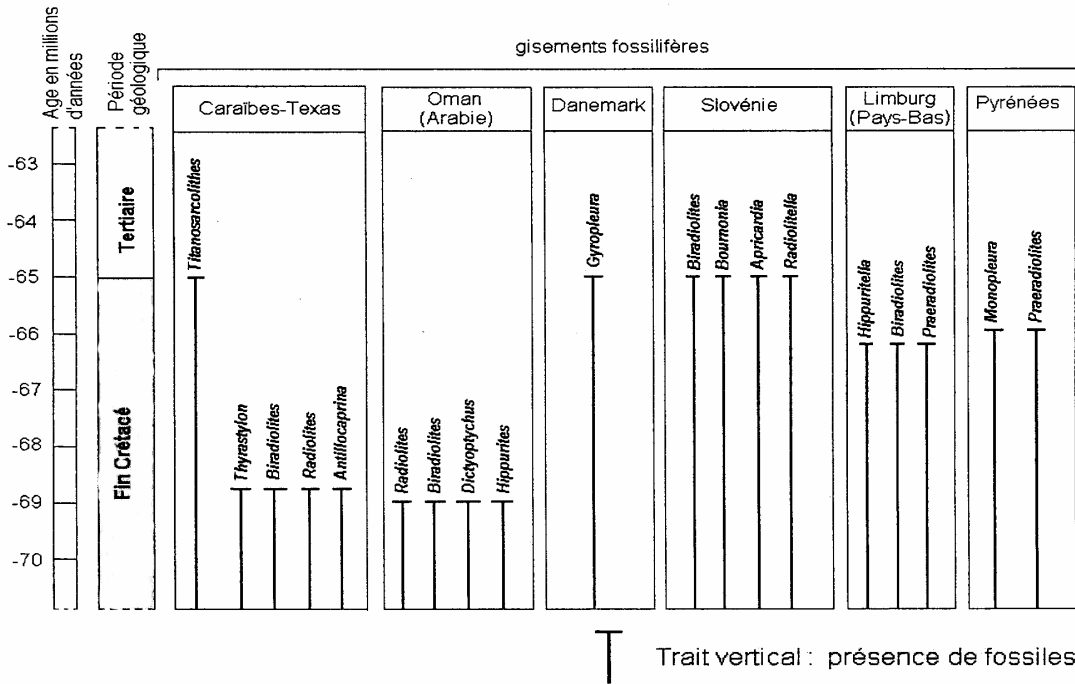 Age en millions
d'années
Période
géologique
gisements fossilifères
Caraïbes-Texas
Oman
(Arabie)
Danemark
Slovénie
Limburg
(Pays-Bas)
Pyrénées
-63
-64
-65
-66
-67
-68
-69
-70
Tertiaire
Fin Crétacé
Titanosarcolithes
Thyrastylon
Biradiolites
Radiolites
Antillocaprina
Radiolites
Biradiolites
Dictyoptychus
Hippurites
Gyropleura
Biradiolites
Bournonia
Apricardia
Radiolitella
Hippuritella
Biradiolites
Praeradiolites
Monopleura
Praeradiolites
Trait vertical : présence de fossiles